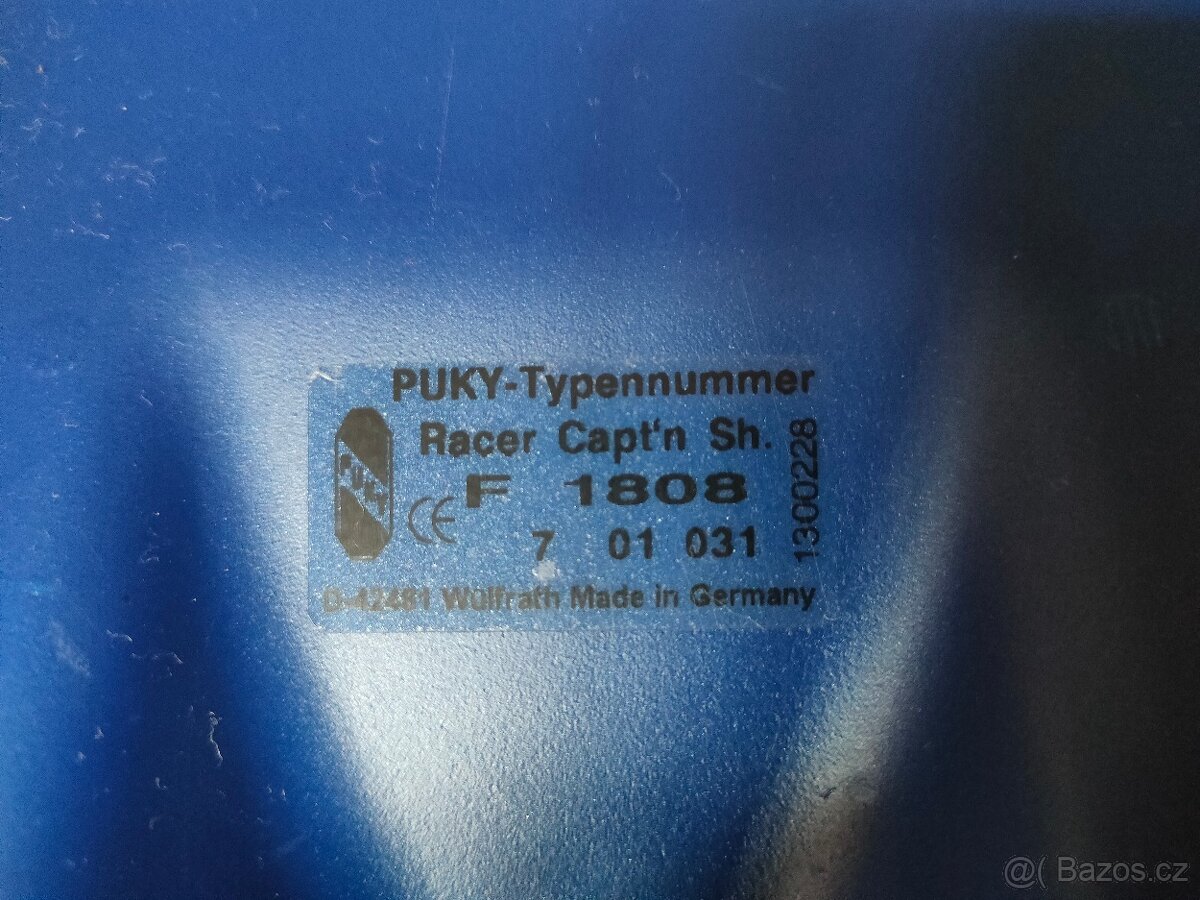 PUKY-Typennummer
Racer Capt'n Sh.
PUKY
CE F 1808
7 01 031
1300228
D-42481 Wülfrath Made in Germany
@( Bazos.cz